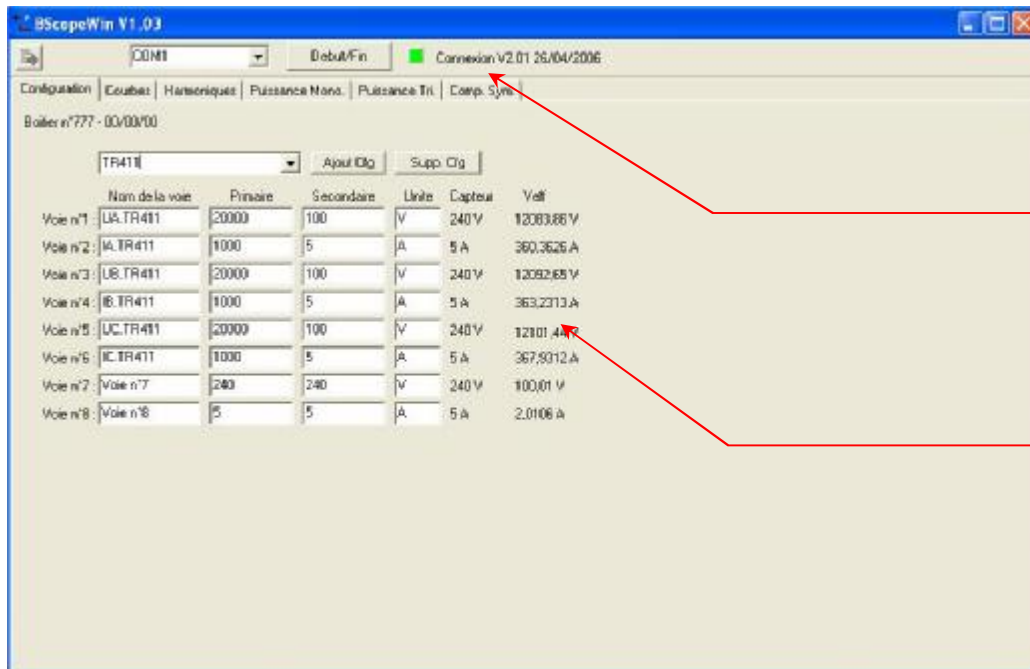 BScopeWin V1.03
COM1 Debut/Fin Connexion V2.01 26/04/2006
Configuration Courbes Harmoniques Puissance Mono. Puissance Tri. Comp. Sym.
Boitier n°777 - 00/00/00
TR411 Ajout Cfg Supp. Cfg
Nom de la voie Primaire Secondaire Unite Capteur Veff
Voie n°1 : UA.TR411 20000 100 V 240 V 12083,86 V
Voie n°2 : IA.TR411 1000 5 A 5 A 360,3626 A
Voie n°3 : UB.TR411 20000 100 V 240 V 12092,65 V
Voie n°4 : IB.TR411 1000 5 A 5 A 363,2313 A
Voie n°5 : UC.TR411 20000 100 V 240 V 12101,44 V
Voie n°6 : IC.TR411 1000 5 A 5 A 367,9312 A
Voie n°7 : Voie n°7 240 240 V 240 V 100,01 V
Voie n°8 : Voie n°8 5 5 A 5 A 2,0106 A